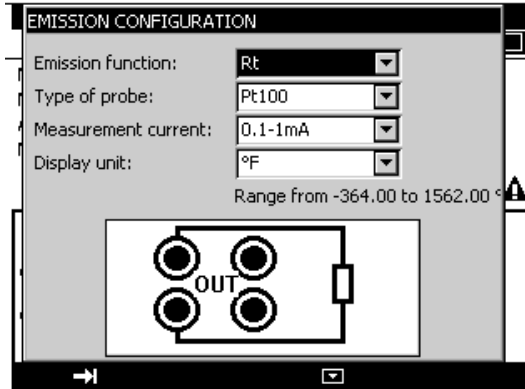 EMISSION CONFIGURATION
Emission function: Rt
Type of probe: Pt100
Measurement current: 0.1-1mA
Display unit: °F
Range from -364.00 to 1562.00 °
OUT